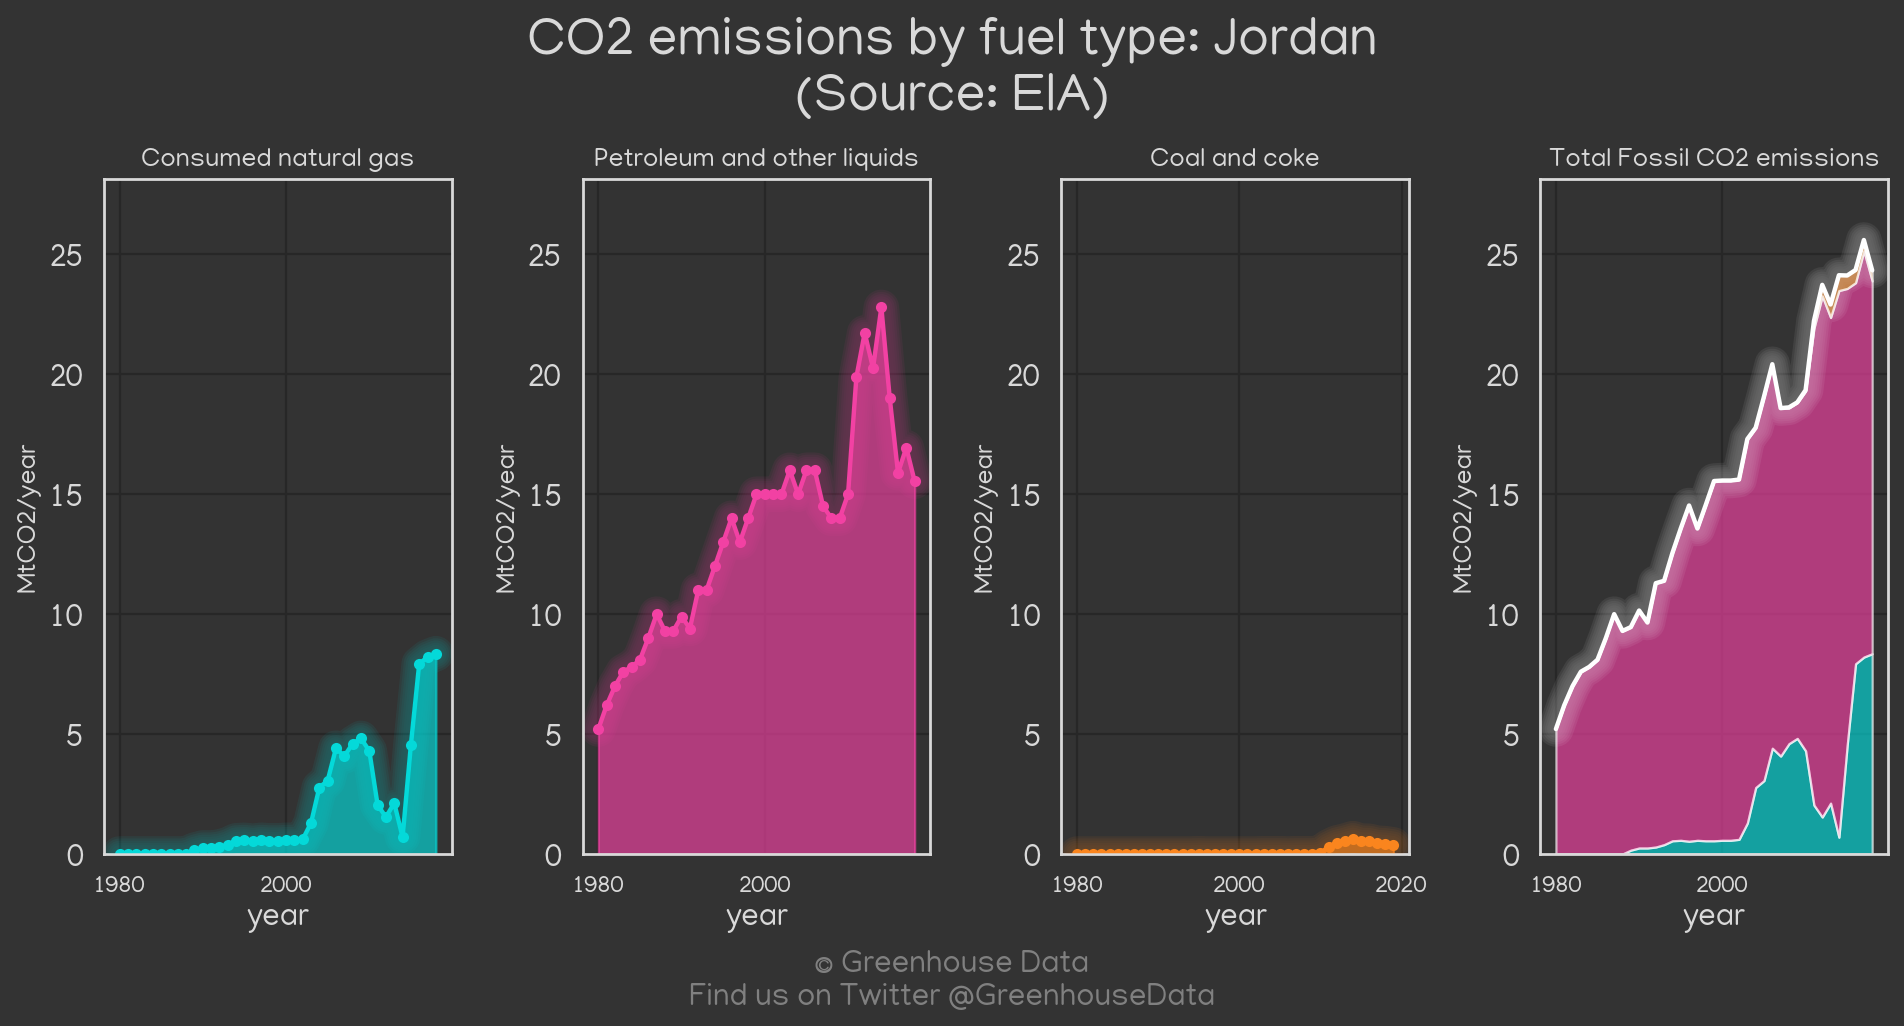 CO2 emissions by fuel type: Jordan
(Source: EIA)
Consumed natural gas
Petroleum and other liquids
Coal and coke
Total Fossil CO2 emissions
MtCO2/year
25
20
15
10
5
0
1980
2000
year
MtCO2/year
25
20
15
10
5
0
1980
2000
year
MtCO2/year
25
20
15
10
5
0
1980
2000
2020
year
MtCO2/year
25
20
15
10
5
0
1980
2000
year
© Greenhouse Data
Find us on Twitter @GreenhouseData